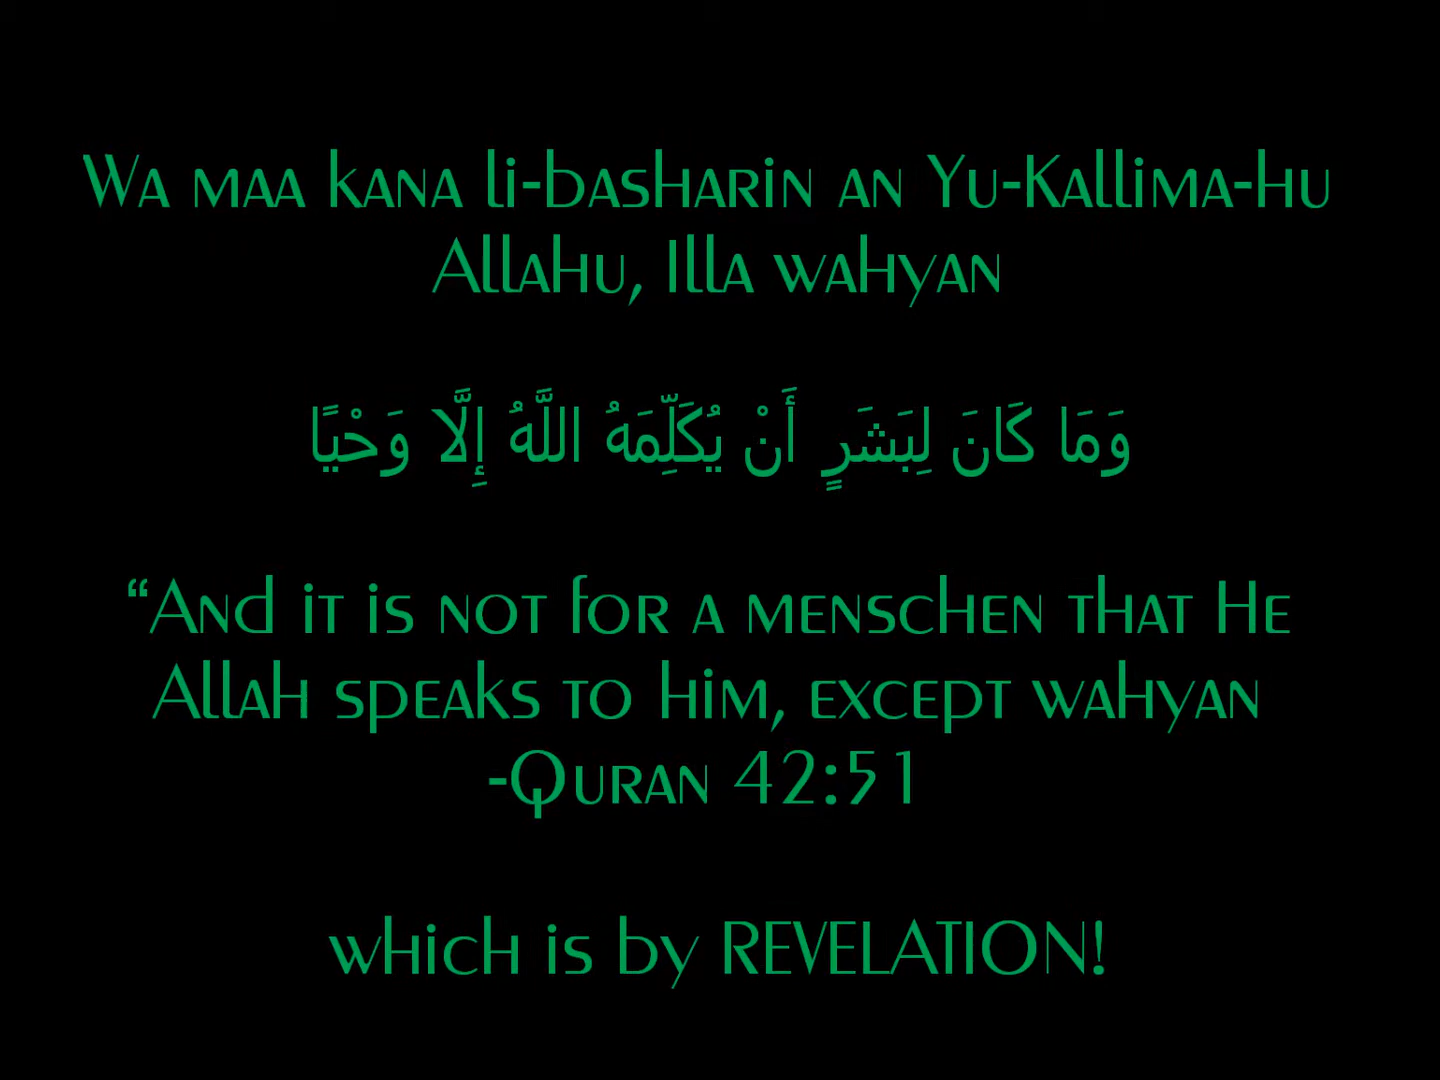 Wa maa kana li-basharin an Yu-Kallima-hu
Allahu, Illa wahyan
وَمَا كَانَ لِبَشَرٍ أَنْ يُكَلِّمَهُ اللَّهُ إِلَّا وَحْيًا
“And it is not for a menschen that He
Allah speaks to him, except wahyan
-Quran 42:51
which is by REVELATION!